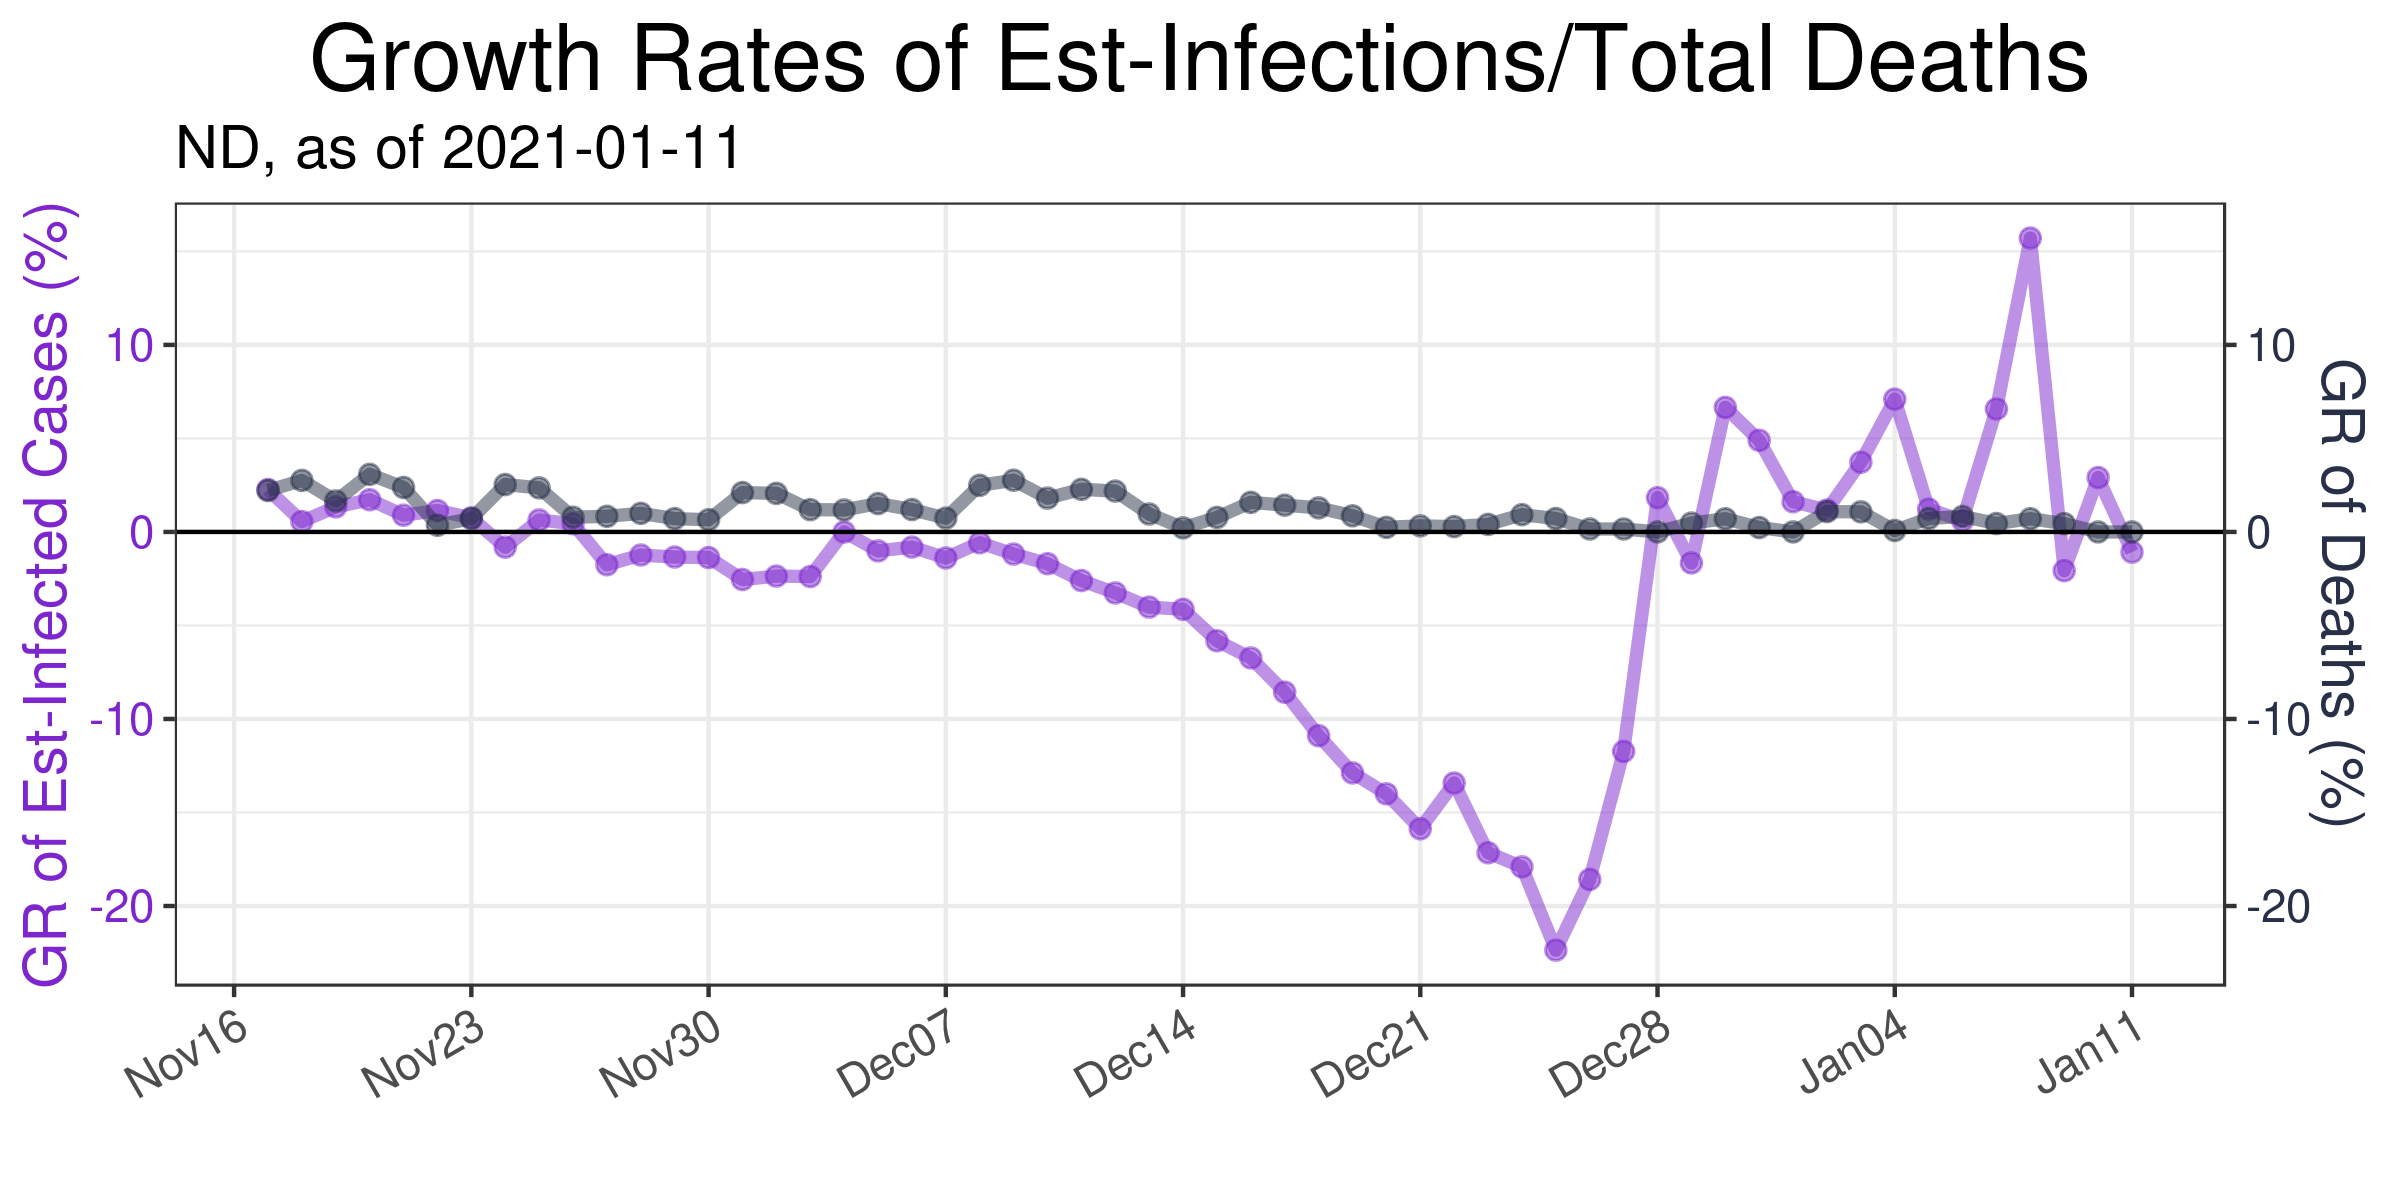 Growth Rates of Est-Infections/Total Deaths
ND, as of 2021-01-11
GR of Est-Infected Cases (%)
10
0
-10
-20
10
0
-10
-20
GR of Deaths (%)
Nov16
Nov23
Nov30
Dec07
Dec14
Dec21
Dec28
Jan04
Jan11